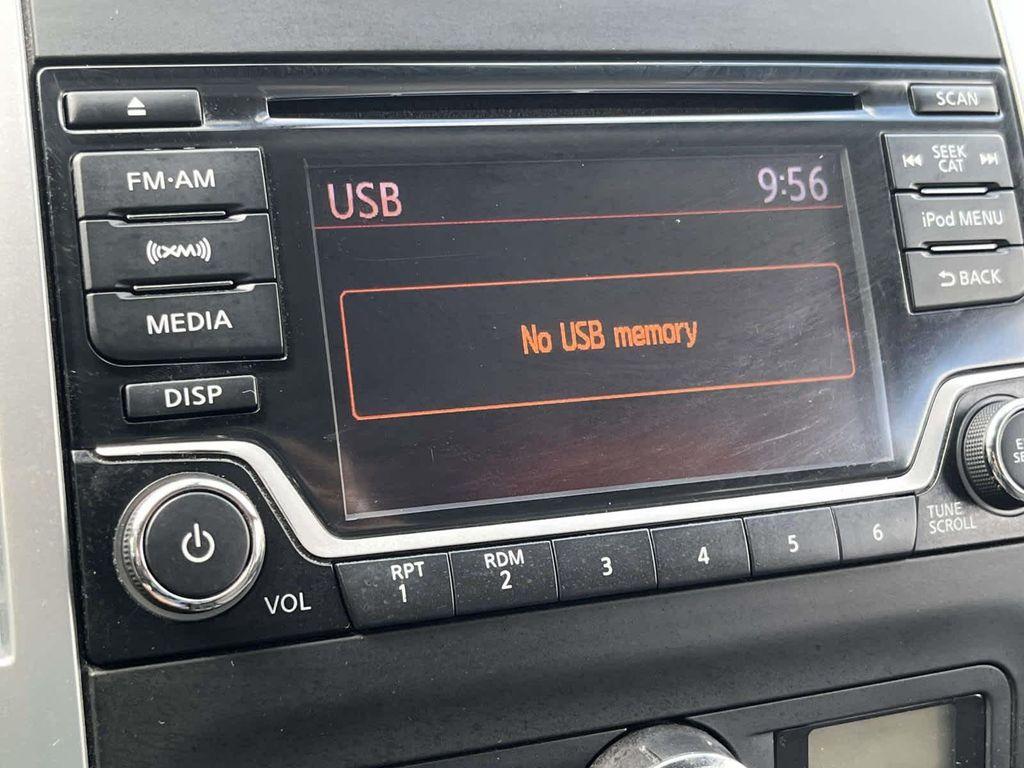 SCAN
FM·AM
SEEK
CAT
XM
USB
9:56
iPod MENU
BACK
MEDIA
No USB memory
DISP
TUNE
SCROLL
VOL
RPT
1
RDM
2
3
4
5
6